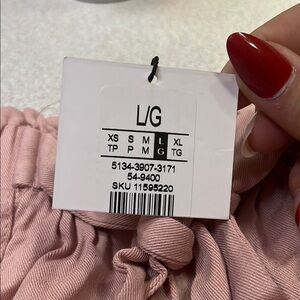 L/G
XS S M L XL
TP P M G TG
5134-3907-3171
54-9400
SKU 11595220